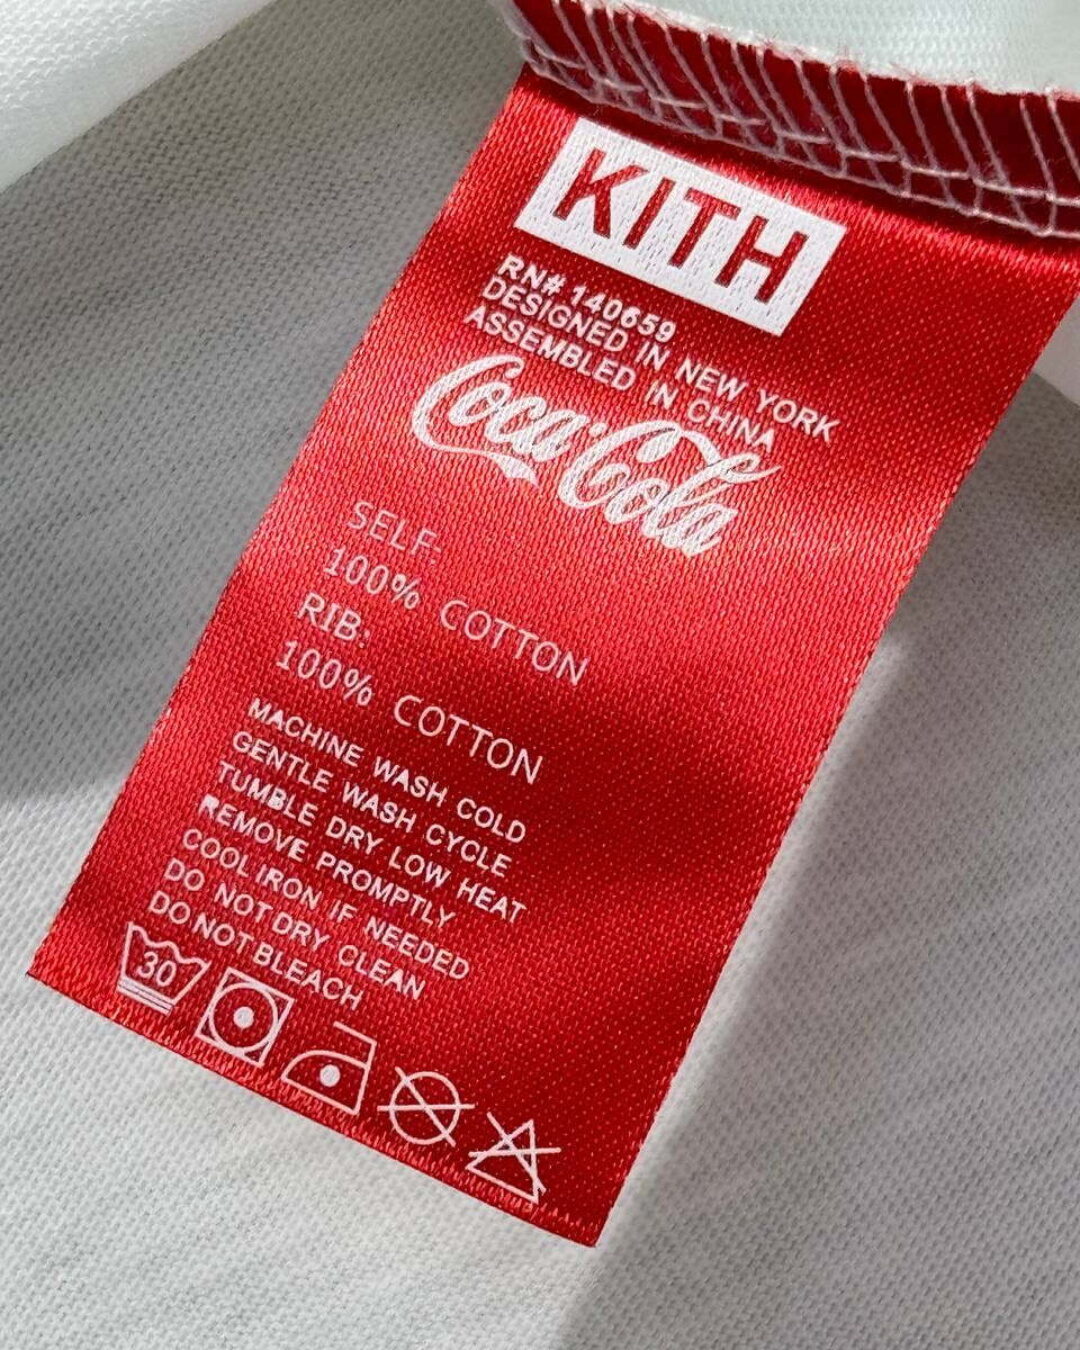 KITH
RN# 140659
DESIGNED IN NEW YORK
ASSEMBLED IN CHINA
Coca-Cola
SELF:
100% COTTON
RIB:
100% COTTON
MACHINE WASH COLD
GENTLE WASH CYCLE
TUMBLE DRY LOW HEAT
REMOVE PROMPTLY
COOL IRON IF NEEDED
DO NOT DRY CLEAN
DO NOT BLEACH
30